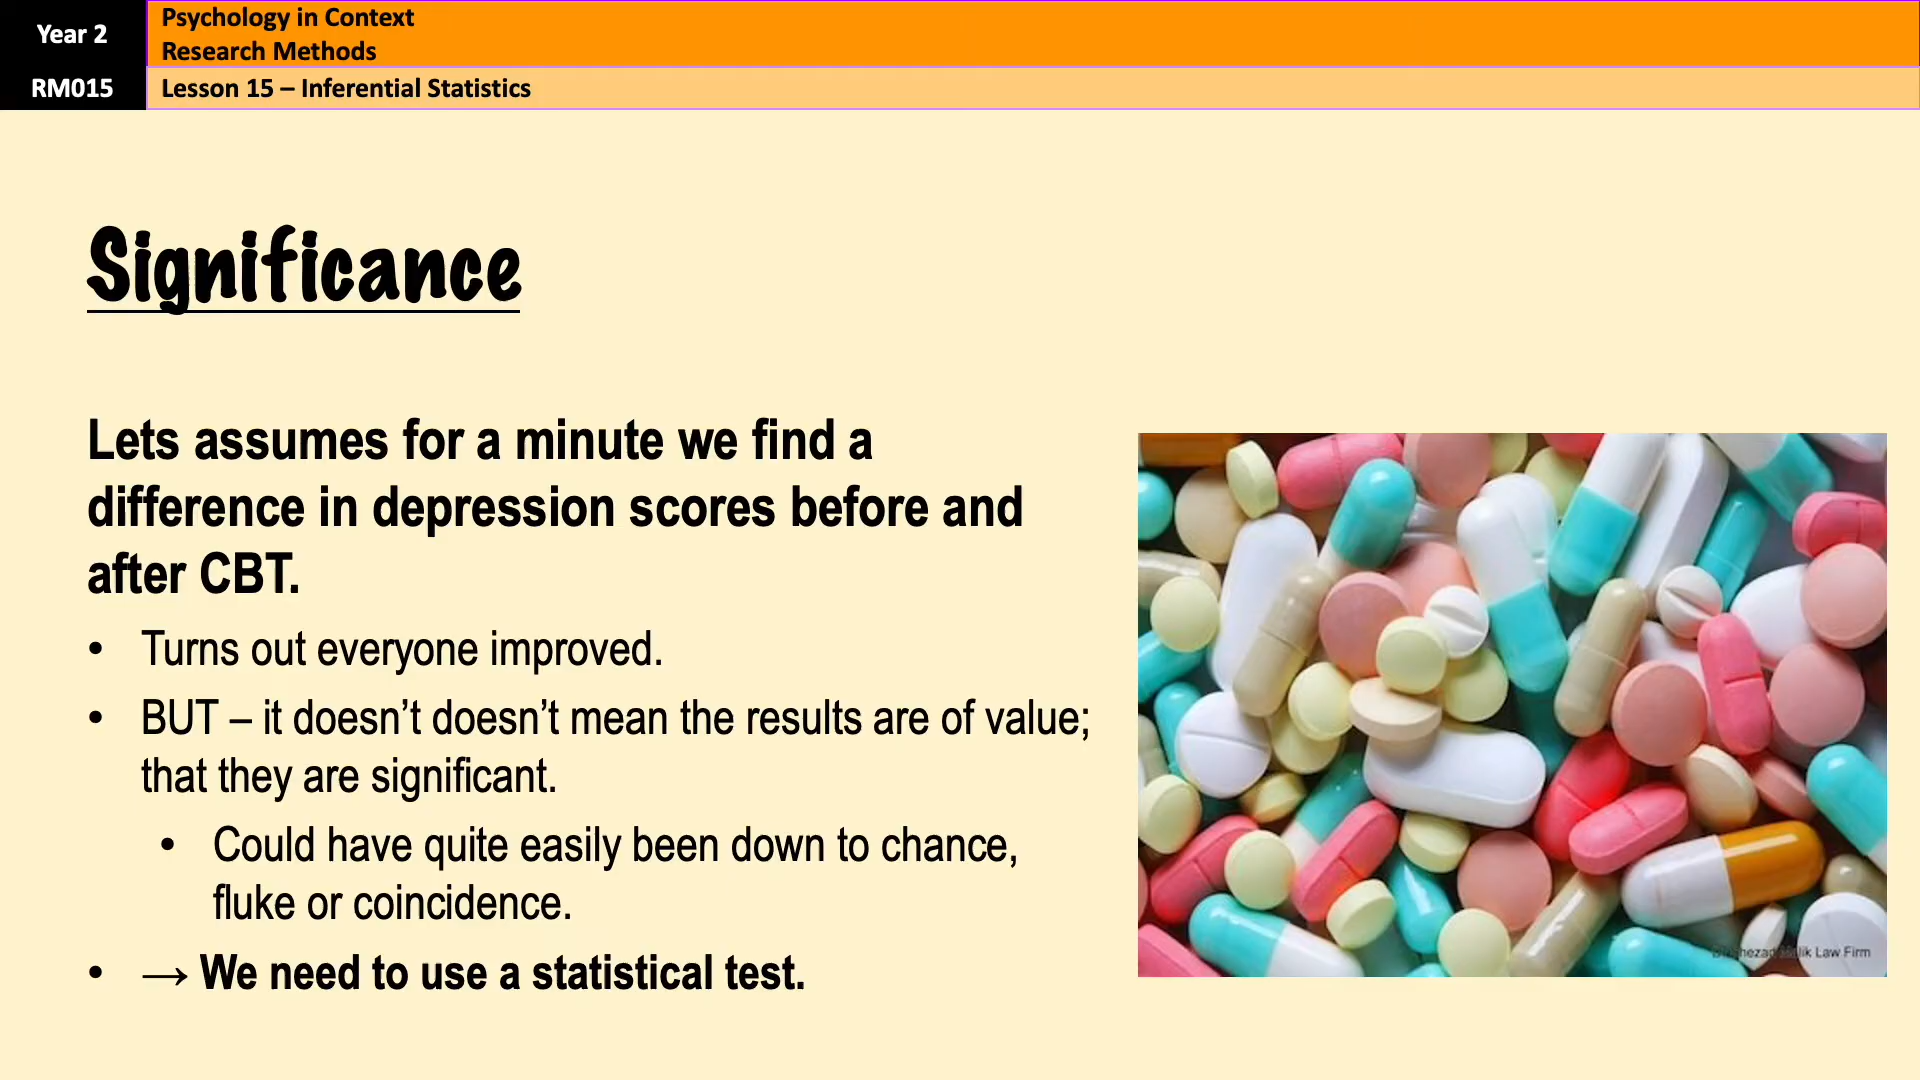 Year 2
Psychology in Context
Research Methods
RM015
Lesson 15 – Inferential Statistics
Significance
Lets assumes for a minute we find a
difference in depression scores before and
after CBT.
• Turns out everyone improved.
• BUT – it doesn’t doesn’t mean the results are of value;
that they are significant.
• Could have quite easily been down to chance,
fluke or coincidence.
• → We need to use a statistical test.
Law Firm